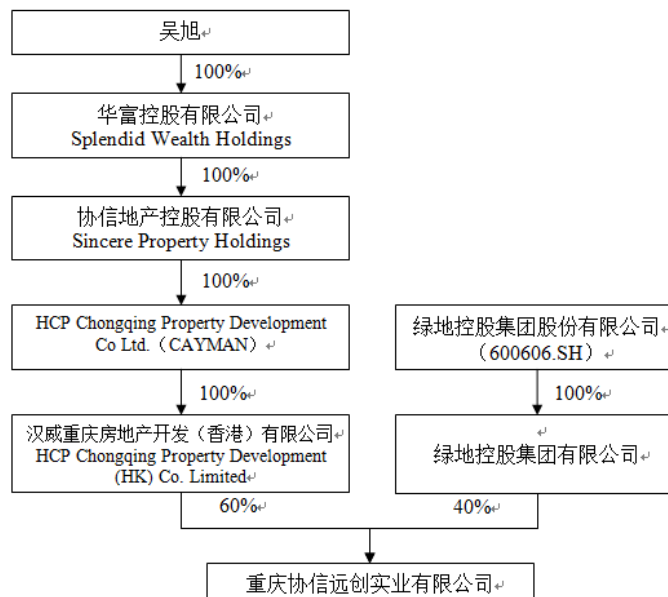 吴旭
100%
华富控股有限公司
Splendid Wealth Holdings
100%
协信地产控股有限公司
Sincere Property Holdings
100%
HCP Chongqing Property Development
Co Ltd.（CAYMAN）
绿地控股集团股份有限公司
（600606.SH）
100%
100%
汉威重庆房地产开发（香港）有限公司
HCP Chongqing Property Development
(HK) Co. Limited
绿地控股集团有限公司
60%
40%
重庆协信远创实业有限公司